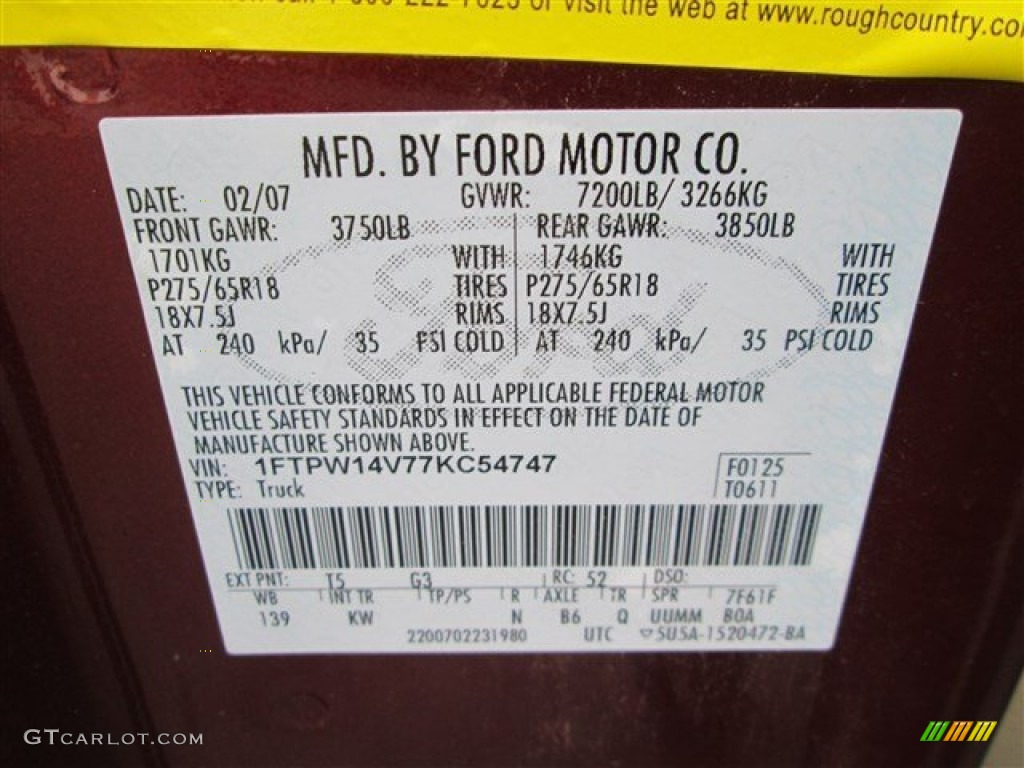 or visit the web at www.roughcountry.co
MFD. BY FORD MOTOR CO.
DATE: 02/07 GVWR: 7200LB/ 3266KG
FRONT GAWR: 3750LB REAR GAWR: 3850LB
1701KG WITH 1746KG WITH
P275/65R18 TIRES P275/65R18 TIRES
18X7.5J RIMS 18X7.5J RIMS
AT 240 kPa/ 35 PSI COLD AT 240 kPa/ 35 PSI COLD
THIS VEHICLE CONFORMS TO ALL APPLICABLE FEDERAL MOTOR
VEHICLE SAFETY STANDARDS IN EFFECT ON THE DATE OF
MANUFACTURE SHOWN ABOVE.
VIN: 1FTPW14V77KC54747 F0125
TYPE: Truck T0611
EXT PNT: T5 G3 RC: 52 DSO:
WB INT TR TP/PS R AXLE TR SPR 7F61F
139 KW N B6 Q UUMM BOA
2200702231980 UTC 5U5A-1520472-BA
GTCARLOT.COM